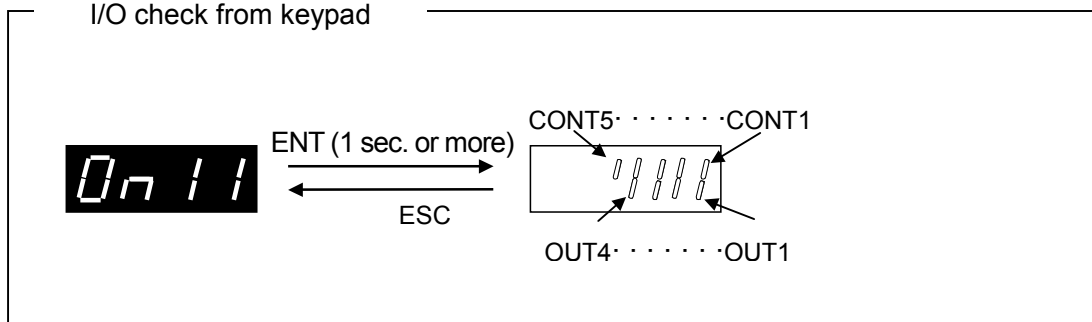 I/O check from keypad
CONT5· · · · · · ·CONT1
ENT (1 sec. or more)
On 11
ESC
OUT4· · · · · · ·OUT1